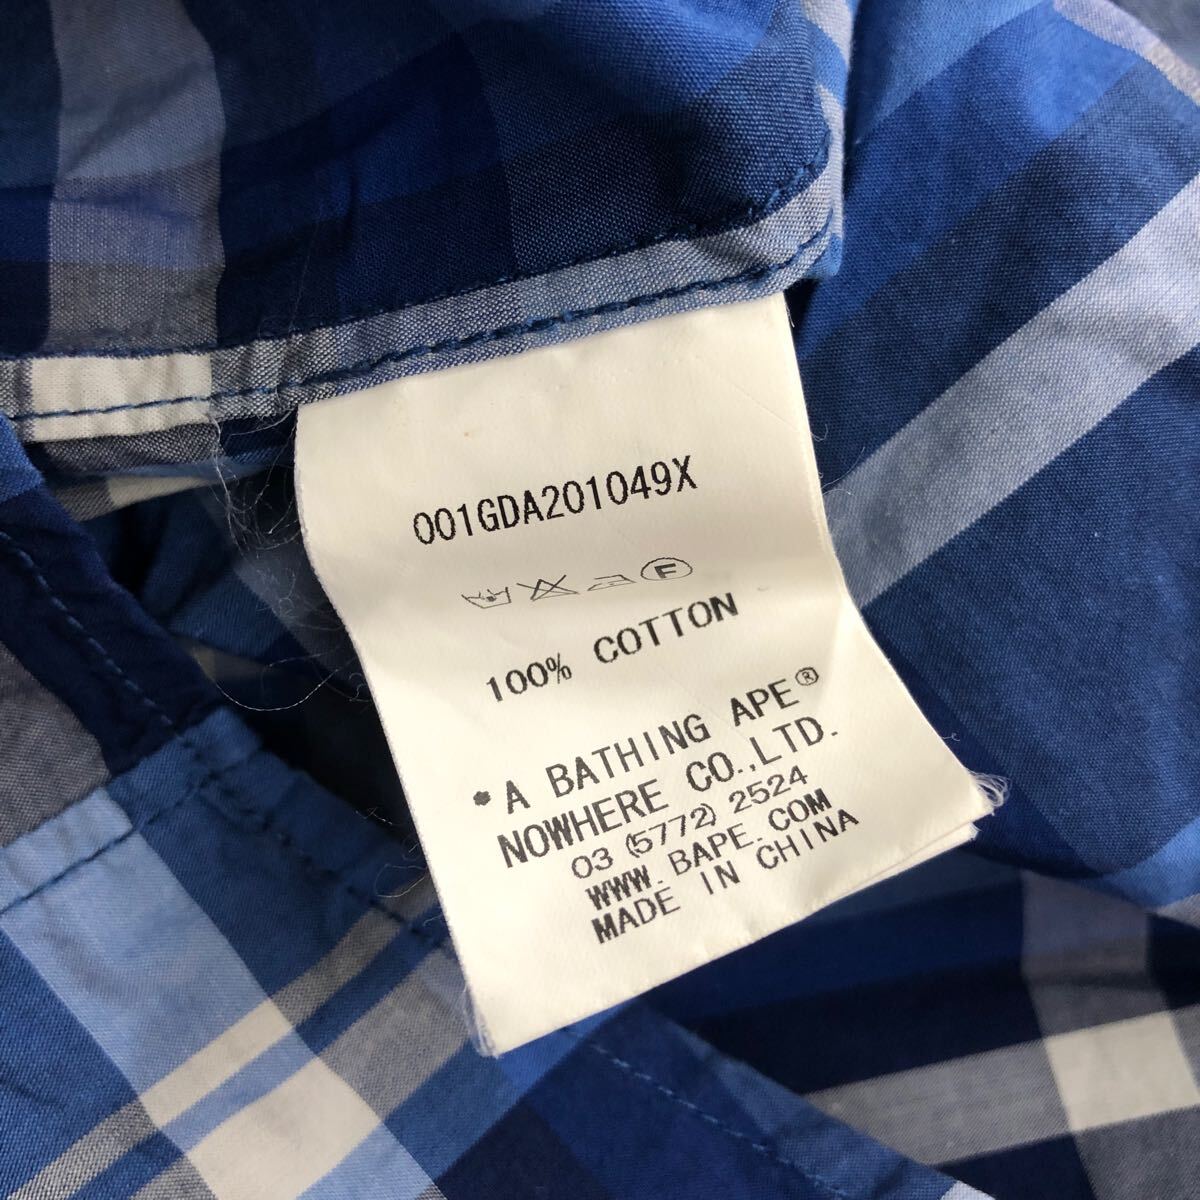 001GDA201049X
F
100% COTTON
*A BATHING APE®
NOWHERE CO.,LTD.
03 (5772) 2524
WWW.BAPE.COM
MADE IN CHINA